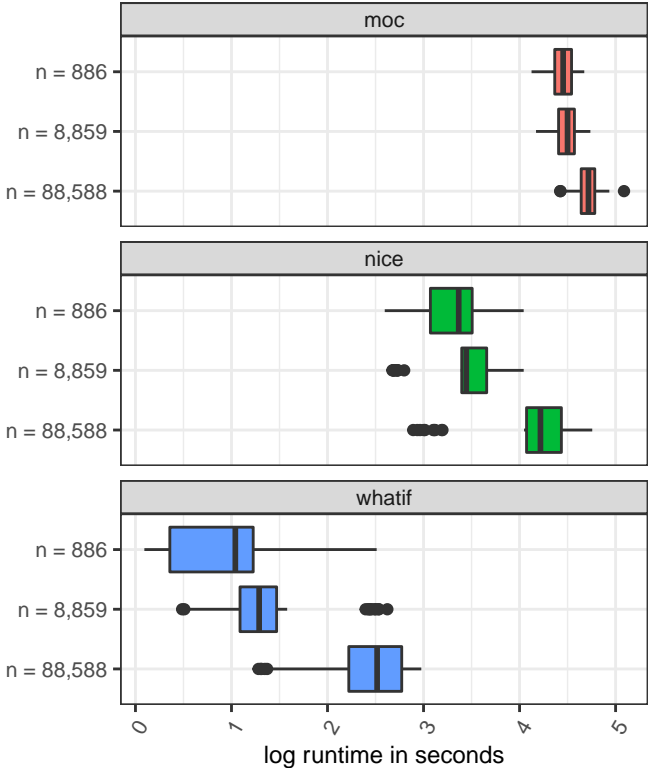 moc
n = 886
n = 8,859
n = 88,588
nice
n = 886
n = 8,859
n = 88,588
whatif
n = 886
n = 8,859
n = 88,588
0 1 2 3 4 5
log runtime in seconds